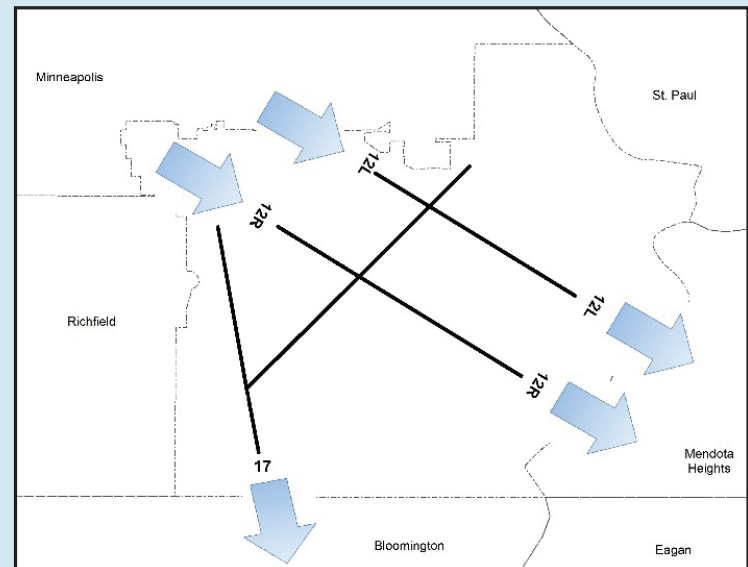 Minneapolis
St. Paul
12L
12R
Richfield
12L
12R
Mendota
Heights
17
Bloomington
Eagan